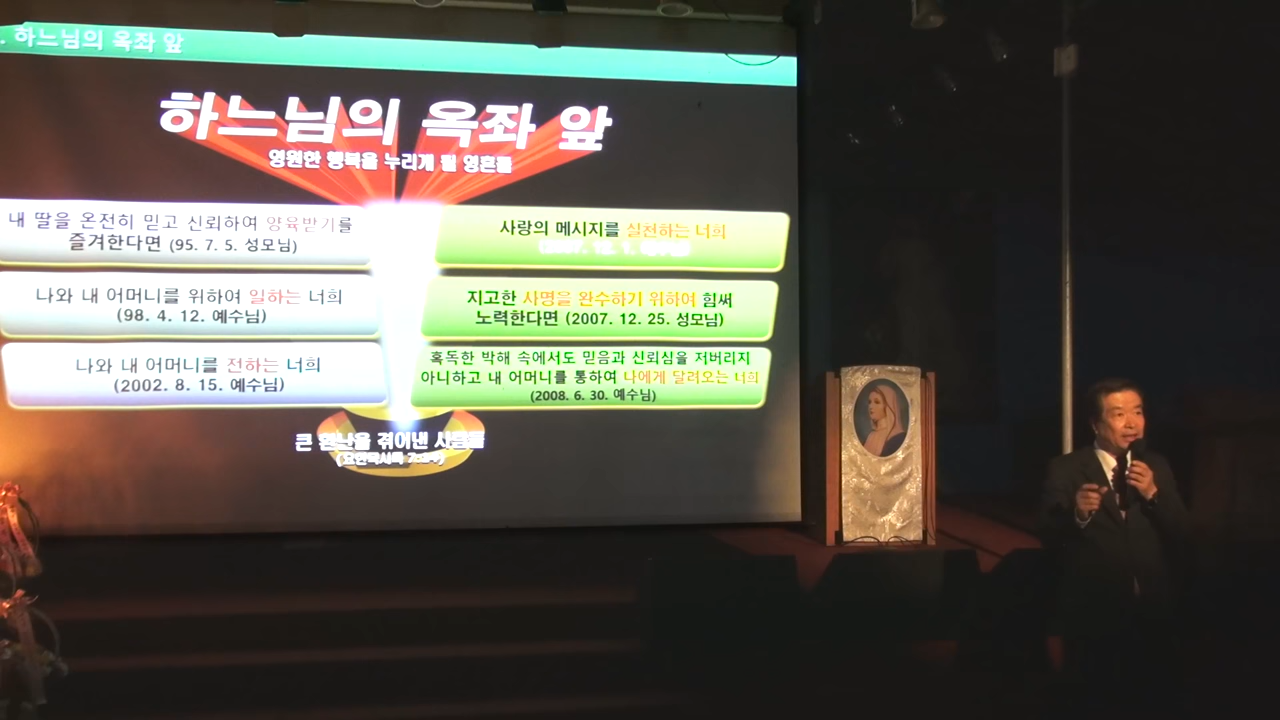 . 하느님의 옥좌 앞
하느님의 옥좌 앞
영원한 행복을 누리게 될 영혼들
내 딸을 온전히 믿고 신뢰하여 양육받기를
즐겨한다면 (95. 7. 5. 성모님)
나와 내 어머니를 위하여 일하는 너희
(98. 4. 12. 예수님)
나와 내 어머니를 전하는 너희
(2002. 8. 15. 예수님)
사랑의 메시지를 실천하는 너희
지고한 사명을 완수하기 위하여 힘써
노력한다면 (2007. 12. 25. 성모님)
혹독한 박해 속에서도 믿음과 신뢰심을 저버리지
아니하고 내 어머니를 통하여 나에게 달려오는 너희
(2008. 6. 30. 예수님)
큰 환난을 겪어낸 사람들